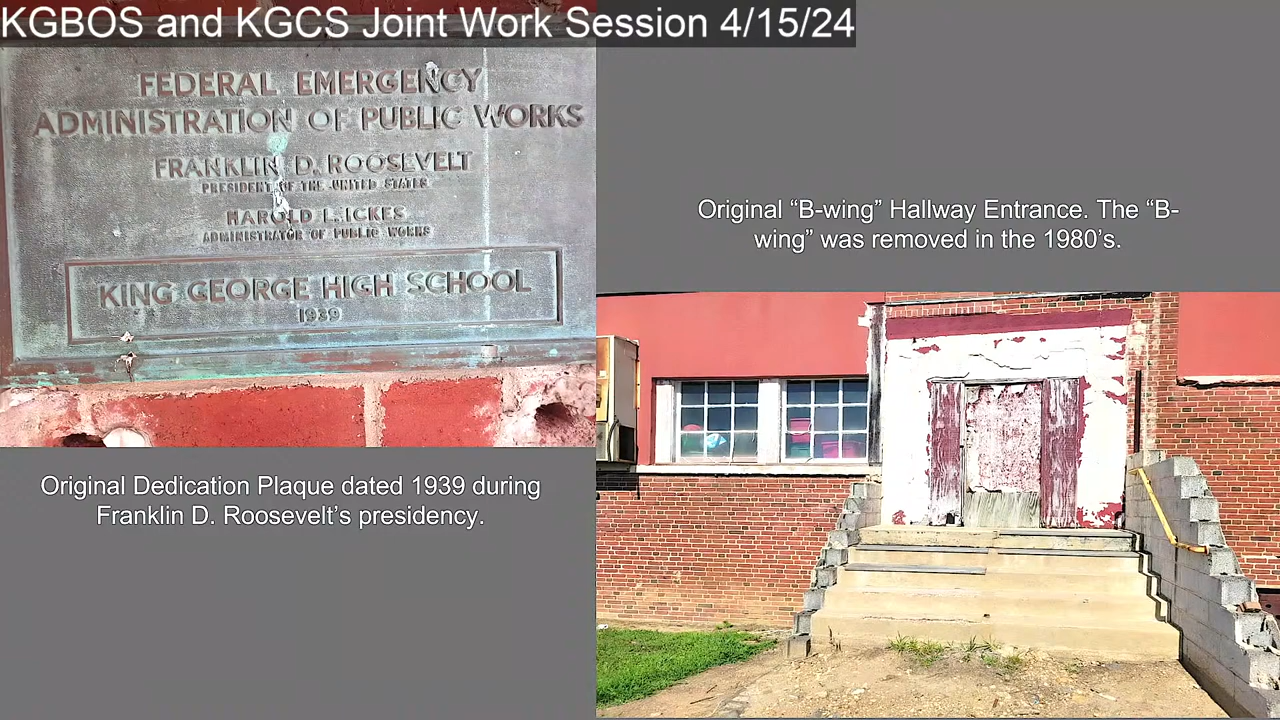 KGBOS and KGCS Joint Work Session 4/15/24
FEDERAL EMERGENCY
ADMINISTRATION OF PUBLIC WORKS
FRANKLIN D. ROOSEVELT
PRESIDENT OF THE UNITED STATES
HAROLD L. ICKES
ADMINISTRATOR OF PUBLIC WORKS
KING GEORGE HIGH SCHOOL
1939
Original Dedication Plaque dated 1939 during
Franklin D. Roosevelt’s presidency.
Original “B-wing” Hallway Entrance. The “B-
wing” was removed in the 1980’s.